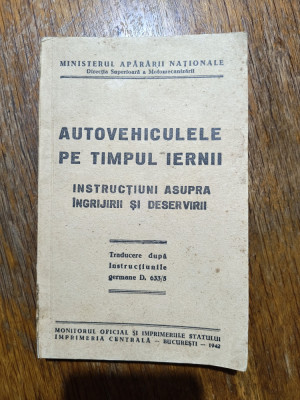 MINISTERUL APĂRĂRII NAȚIONALE
Direcția Superioară a Motomecanizării
AUTOVEHICULELE
PE TIMPUL IERNII
INSTRUCȚIUNI ASUPRA
ÎNGRIJIRII ȘI DESERVIRII
Traducere după
instrucțiunile
germane D. 635/5
MONITORUL OFICIAL ȘI IMPRIMERIILE STATULUI
IMPRIMERIA CENTRALĂ — BUCUREȘTI — 1942